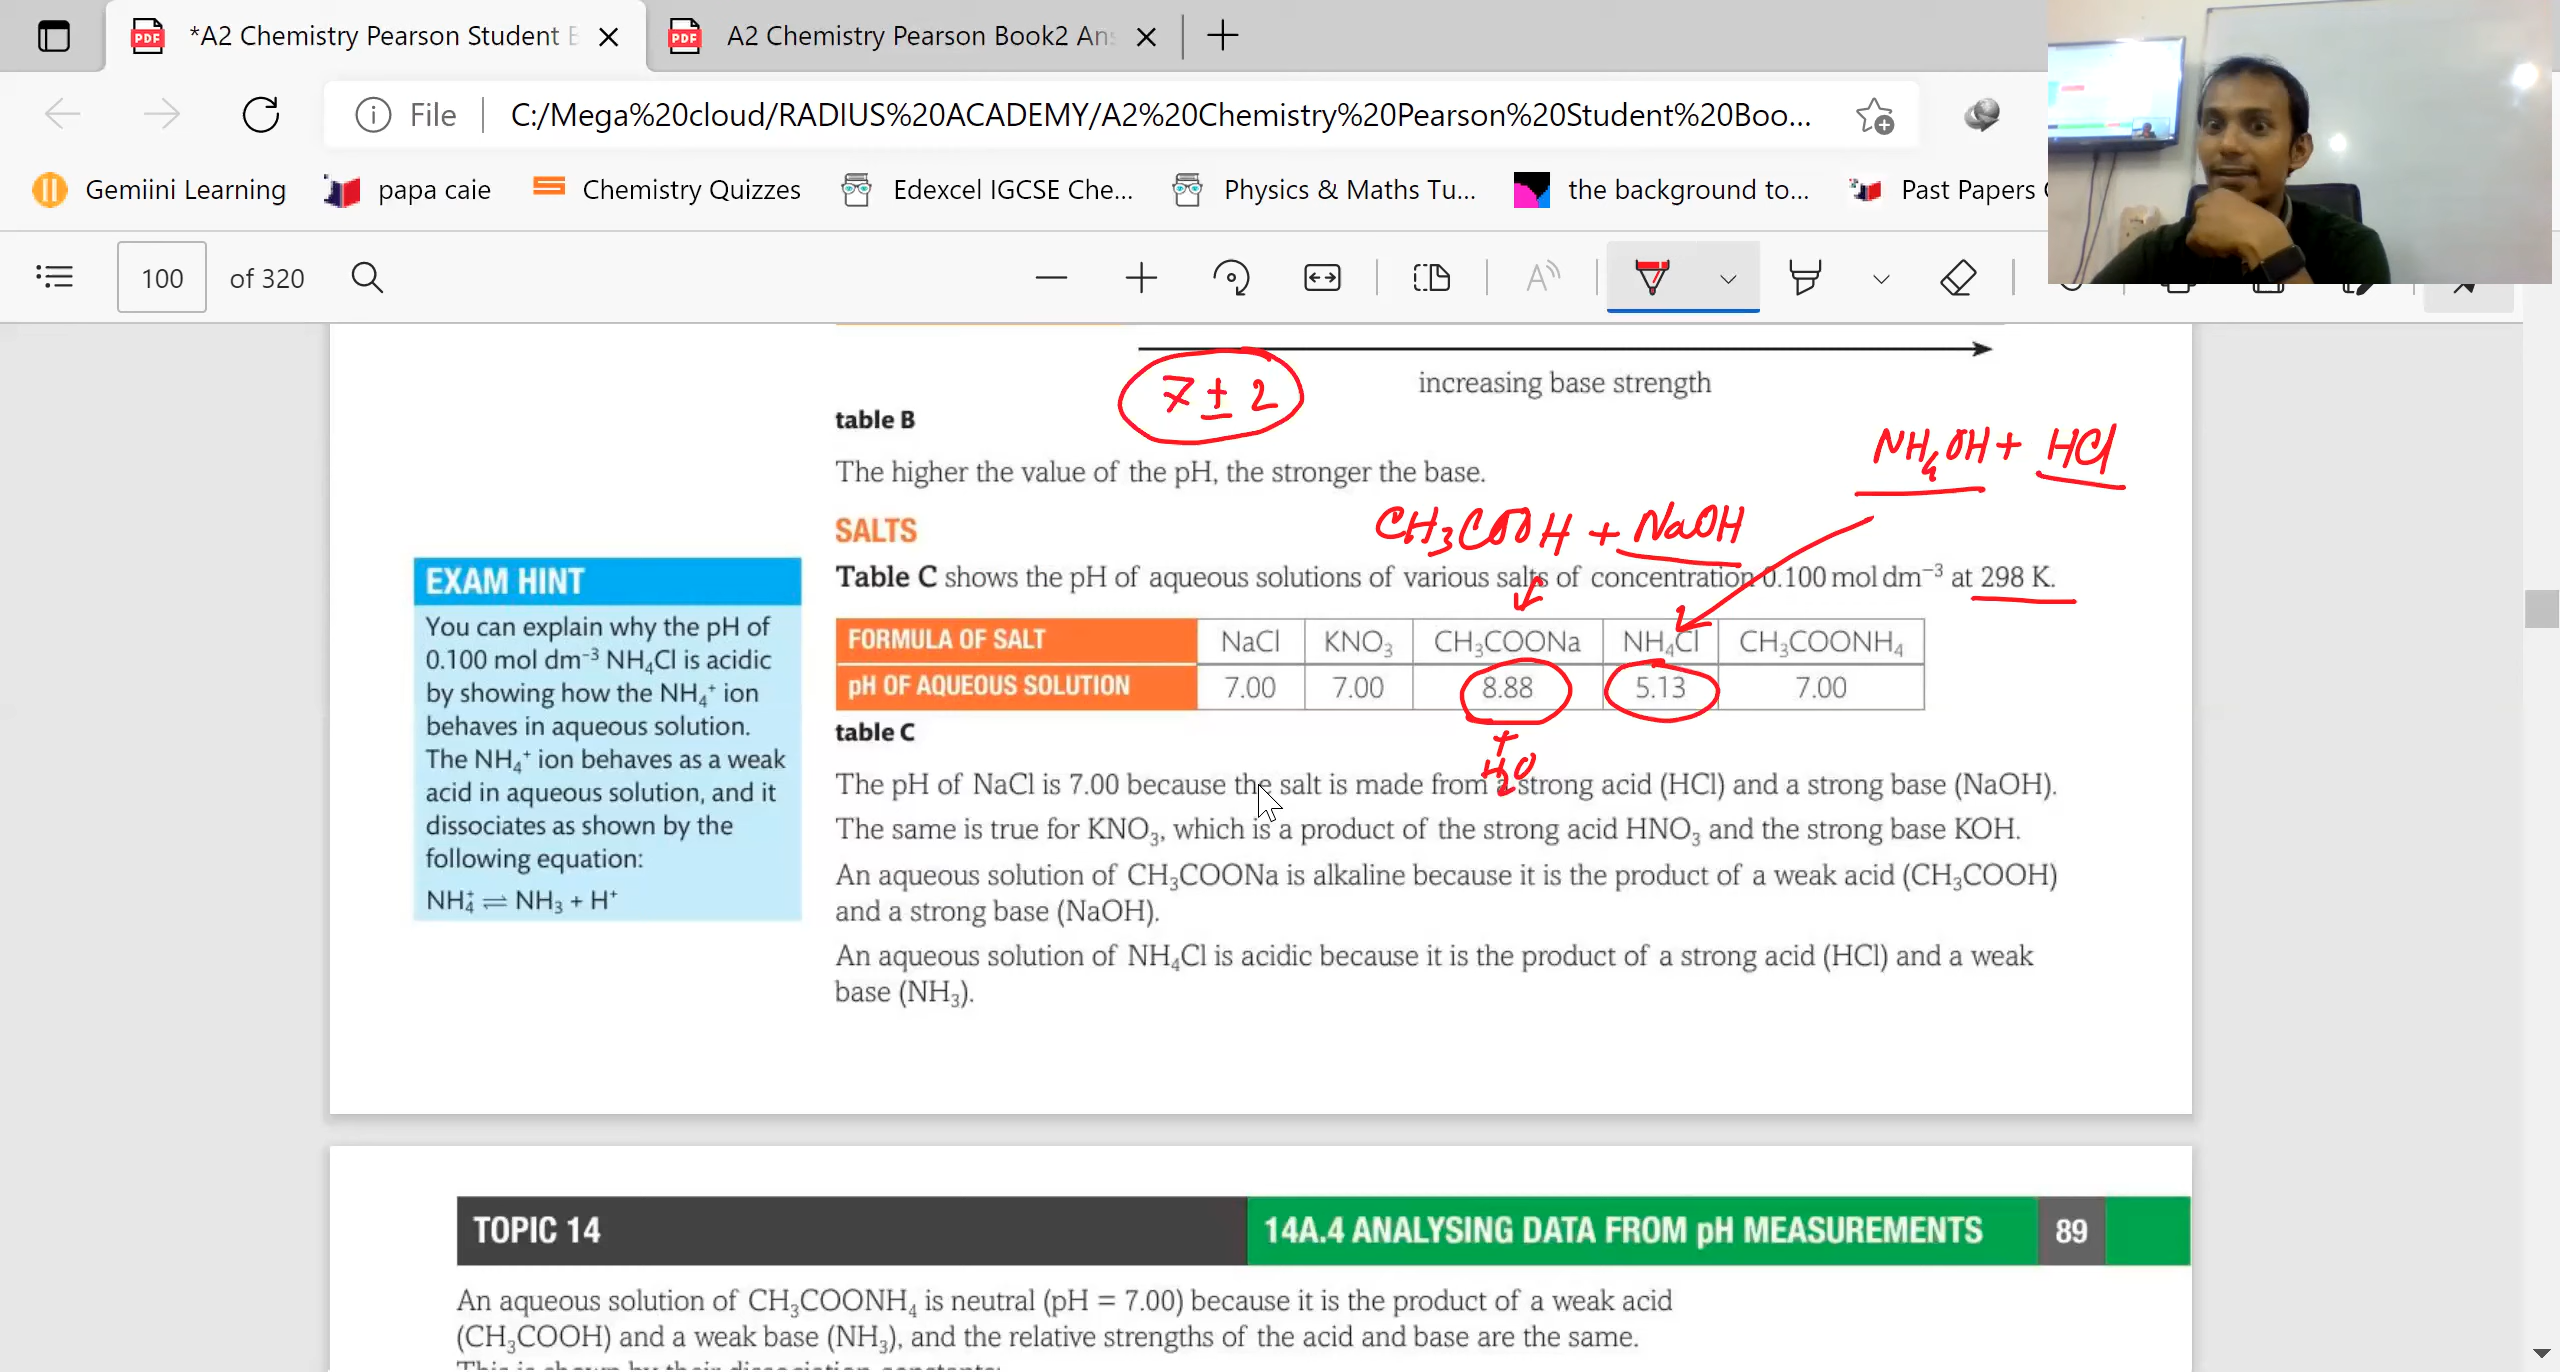 *A2 Chemistry Pearson Student
A2 Chemistry Pearson Book2 Ans
File
C:/Mega%20cloud/RADIUS%20ACADEMY/A2%20Chemistry%20Pearson%20Student%20Boo...
Gemiini Learning
papa caie
Chemistry Quizzes
Edexcel IGCSE Che...
Physics & Maths Tu...
the background to...
Past Papers
100 of 320
7 ± 2
increasing base strength
table B
NH₄OH + HCl
The higher the value of the pH, the stronger the base.
SALTS
CH₃COOH + NaOH
Table C shows the pH of aqueous solutions of various salts of concentration 0.100 mol dm⁻³ at 298 K.
FORMULA OF SALT NaCl KNO₃ CH₃COONa NH₄Cl CH₃COONH₄
pH OF AQUEOUS SOLUTION 7.00 7.00 8.88 5.13 7.00
table C
+
H₂O
The pH of NaCl is 7.00 because the salt is made from a strong acid (HCl) and a strong base (NaOH).
The same is true for KNO₃, which is a product of the strong acid HNO₃ and the strong base KOH.
An aqueous solution of CH₃COONa is alkaline because it is the product of a weak acid (CH₃COOH)
and a strong base (NaOH).
An aqueous solution of NH₄Cl is acidic because it is the product of a strong acid (HCl) and a weak
base (NH₃).
EXAM HINT
You can explain why the pH of
0.100 mol dm⁻³ NH₄Cl is acidic
by showing how the NH₄⁺ ion
behaves in aqueous solution.
The NH₄⁺ ion behaves as a weak
acid in aqueous solution, and it
dissociates as shown by the
following equation:
NH₄⁺ ⇌ NH₃ + H⁺
TOPIC 14
14A.4 ANALYSING DATA FROM pH MEASUREMENTS
89
An aqueous solution of CH₃COONH₄ is neutral (pH = 7.00) because it is the product of a weak acid
(CH₃COOH) and a weak base (NH₃), and the relative strengths of the acid and base are the same.
This is shown by their dissociation constants: